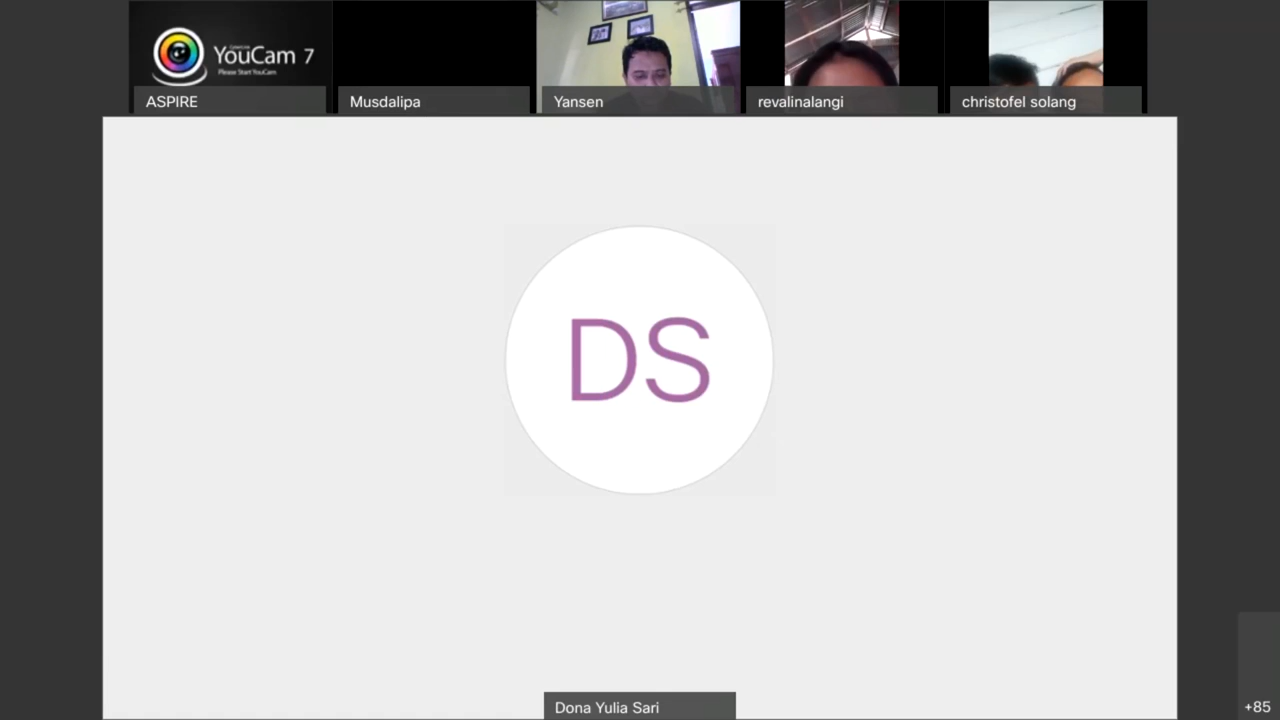 YouCam 7
Please Start YouCam
ASPIRE
Musdalipa
Yansen
revalinalangi
christofel solang
DS
Dona Yulia Sari
+85